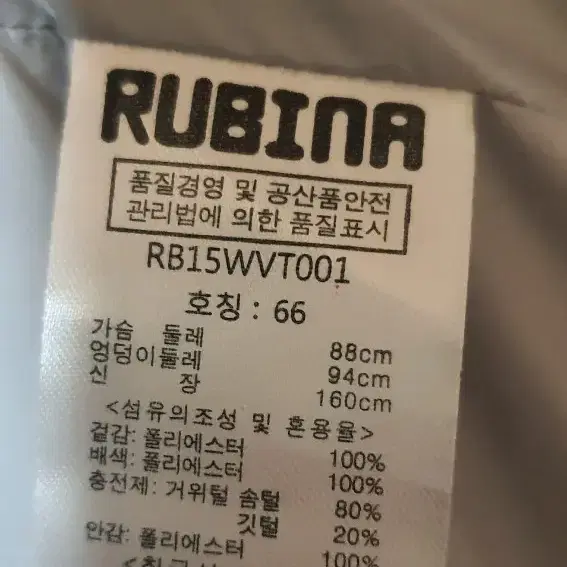 RUBINA
품질경영 및 공산품안전
관리법에 의한 품질표시
RB15WVT001
호칭 : 66
가슴 둘레 88cm
엉덩이둘레 94cm
신 장 160cm
<섬유의조성 및 혼용율>
겉감: 폴리에스터 100%
배색: 폴리에스터 100%
충전제: 거위털 솜털 80%
깃털 20%
안감: 폴리에스터 100%